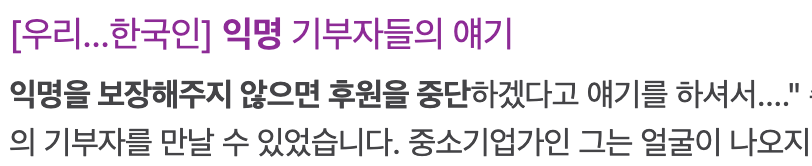 [우리...한국인] 익명 기부자들의 얘기
익명을 보장해주지 않으면 후원을 중단하겠다고 얘기를 하셔서...."
의 기부자를 만날 수 있었습니다. 중소기업가인 그는 얼굴이 나오지